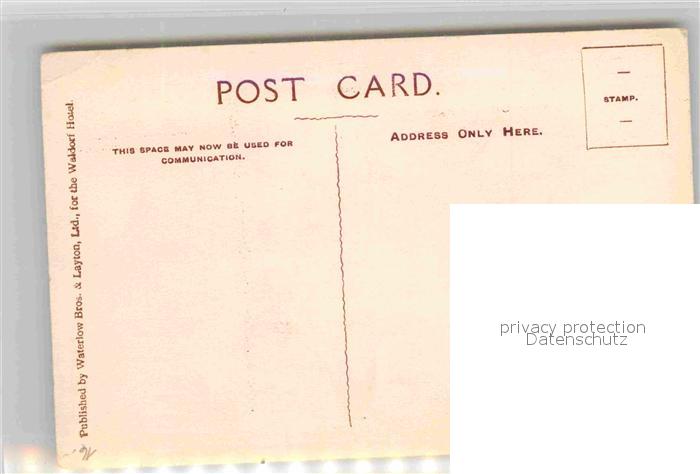 POST CARD.
STAMP.
THIS SPACE MAY NOW BE USED FOR
COMMUNICATION.
ADDRESS ONLY HERE.
Published by Waterlow Bros. & Layton, Ltd., for the Waldorf Hotel.
privacy protection
Datenschutz